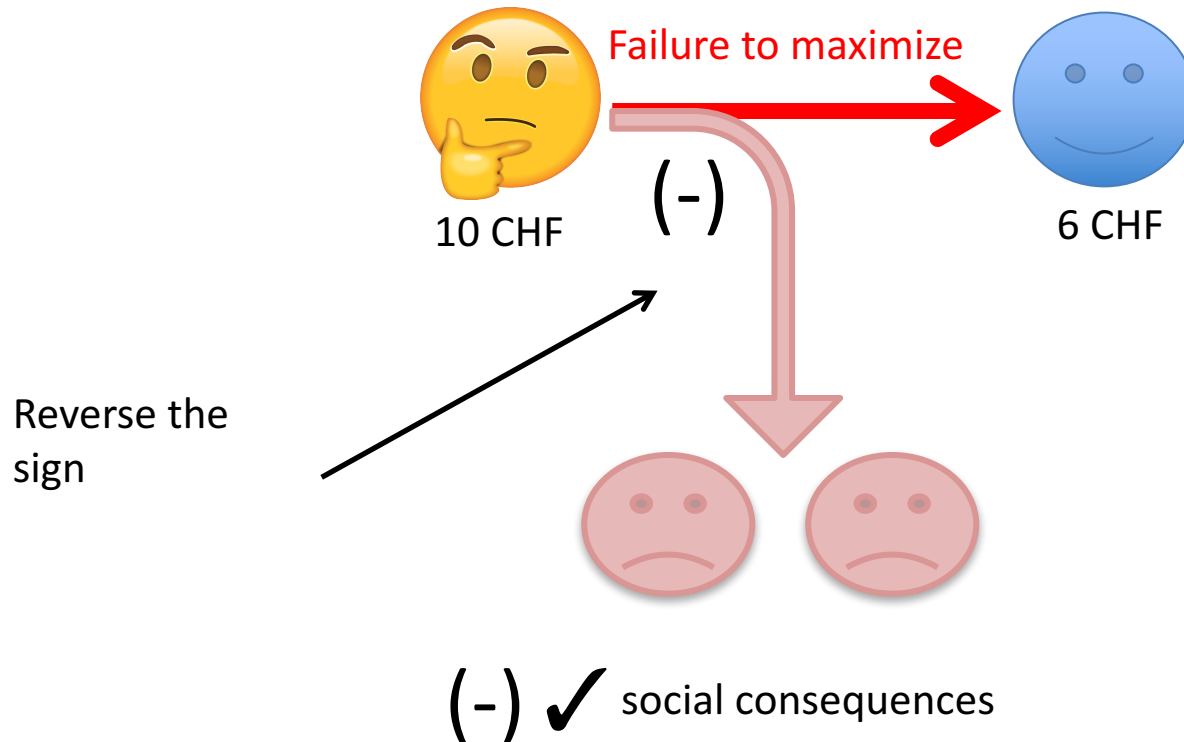 Failure to maximize
(-)
10 CHF
6 CHF
Reverse the
sign
(-) ✓ social consequences